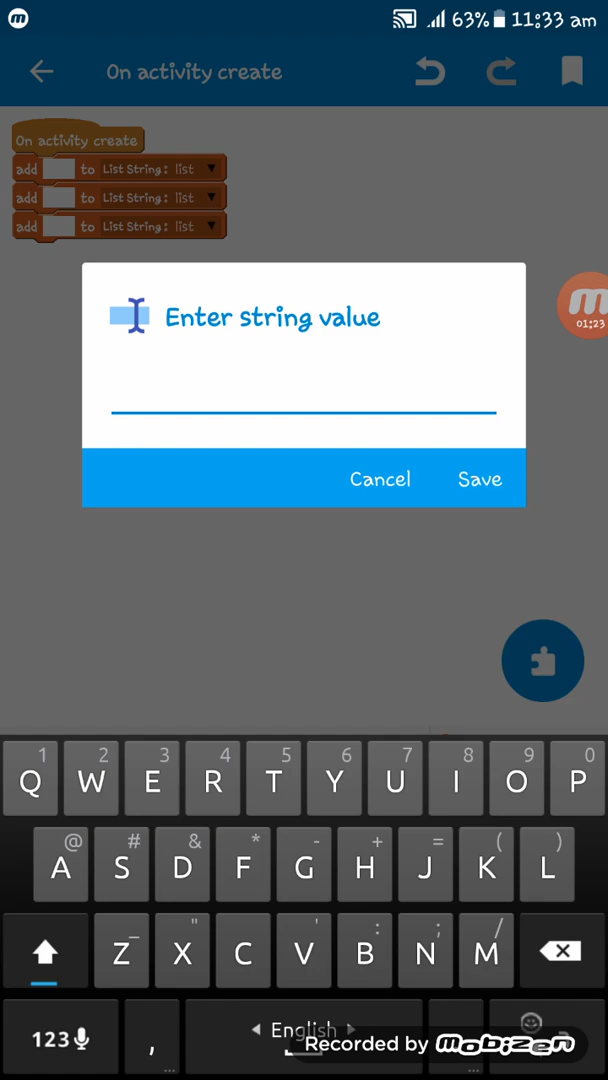 63% 11:33 am
On activity create
On activity create
add to List String: list
add to List String: list
add to List String: list
01:23
Enter string value
Cancel Save
1 2 3 4 5 6 7 8 9 0
Q W E R T Y U I O P
@ # & * - + = ( )
A S D F G H J K L
_ " ' : ; /
Z X C V B N M
123 , English
Recorded by mobizen